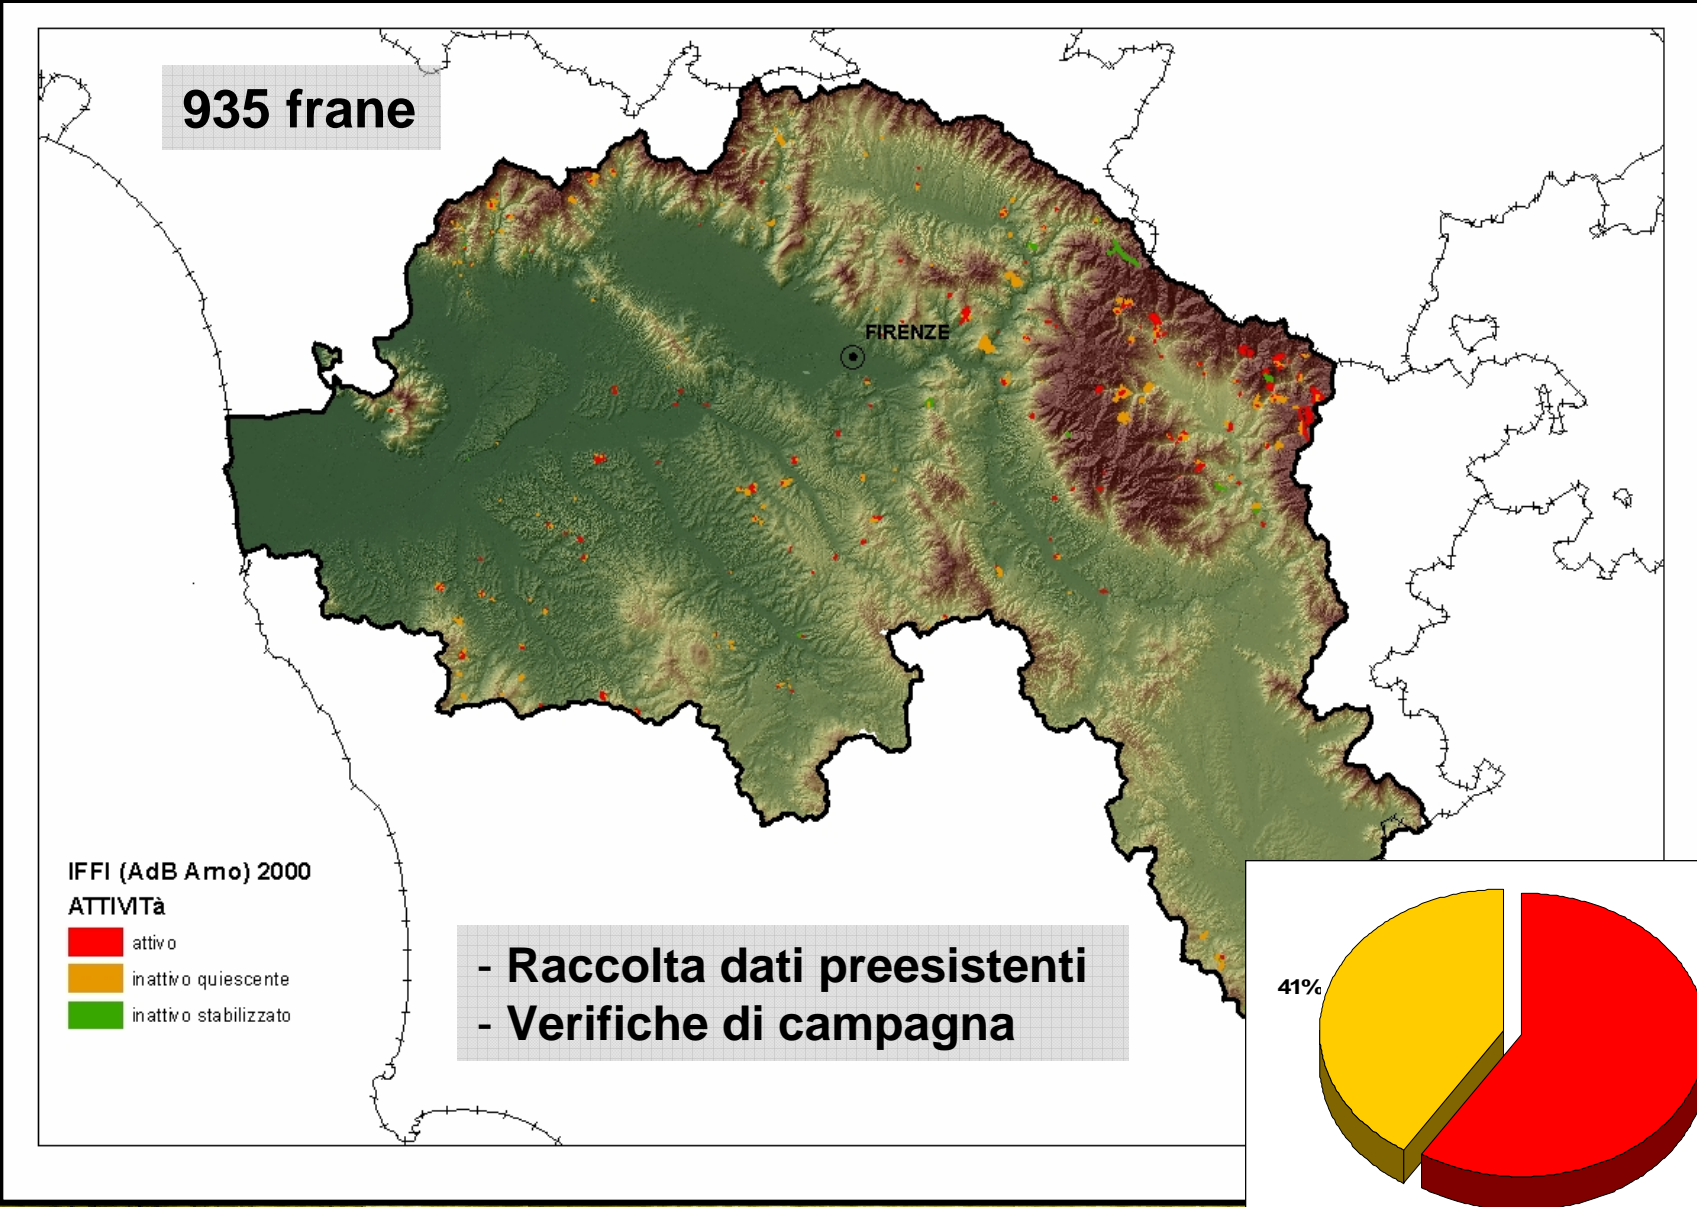 935 frane
FIRENZE
IFFI (AdB Arno) 2000
ATTIVITà
attivo
inattivo quiescente
inattivo stabilizzato
- Raccolta dati preesistenti
- Verifiche di campagna
41%